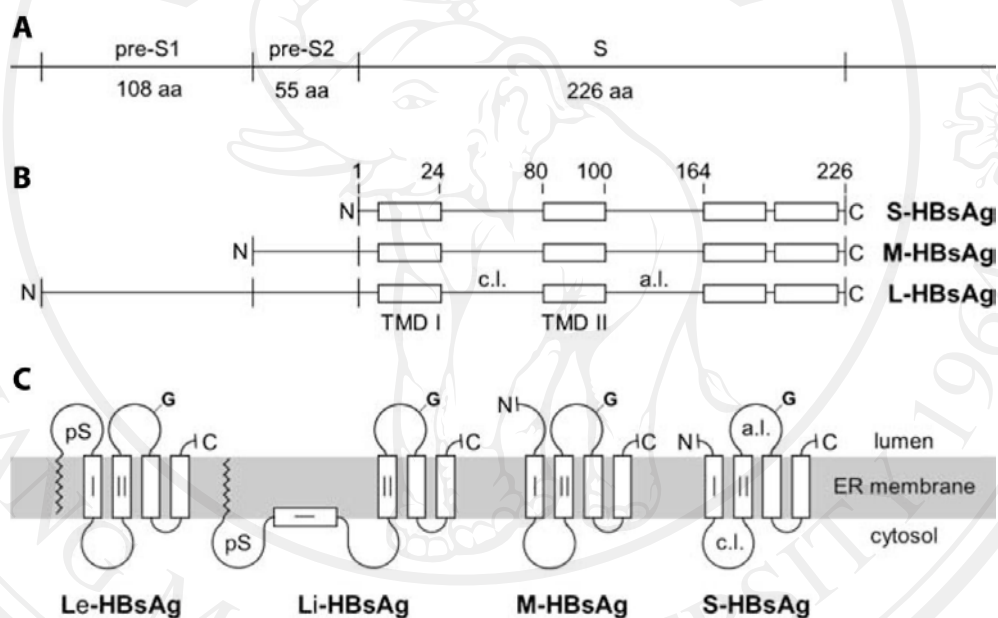 A
pre-S1 pre-S2 S
108 aa 55 aa 226 aa
B
1 24 80 100 164 226
N C S-HBsAg
N C M-HBsAg
c.l. a.l.
N C L-HBsAg
TMD I TMD II
C
G N G G
pS C C C N a.l. C lumen
I II II I II I II ER membrane
I
pS c.l. cytosol
Le-HBsAg Li-HBsAg M-HBsAg S-HBsAg